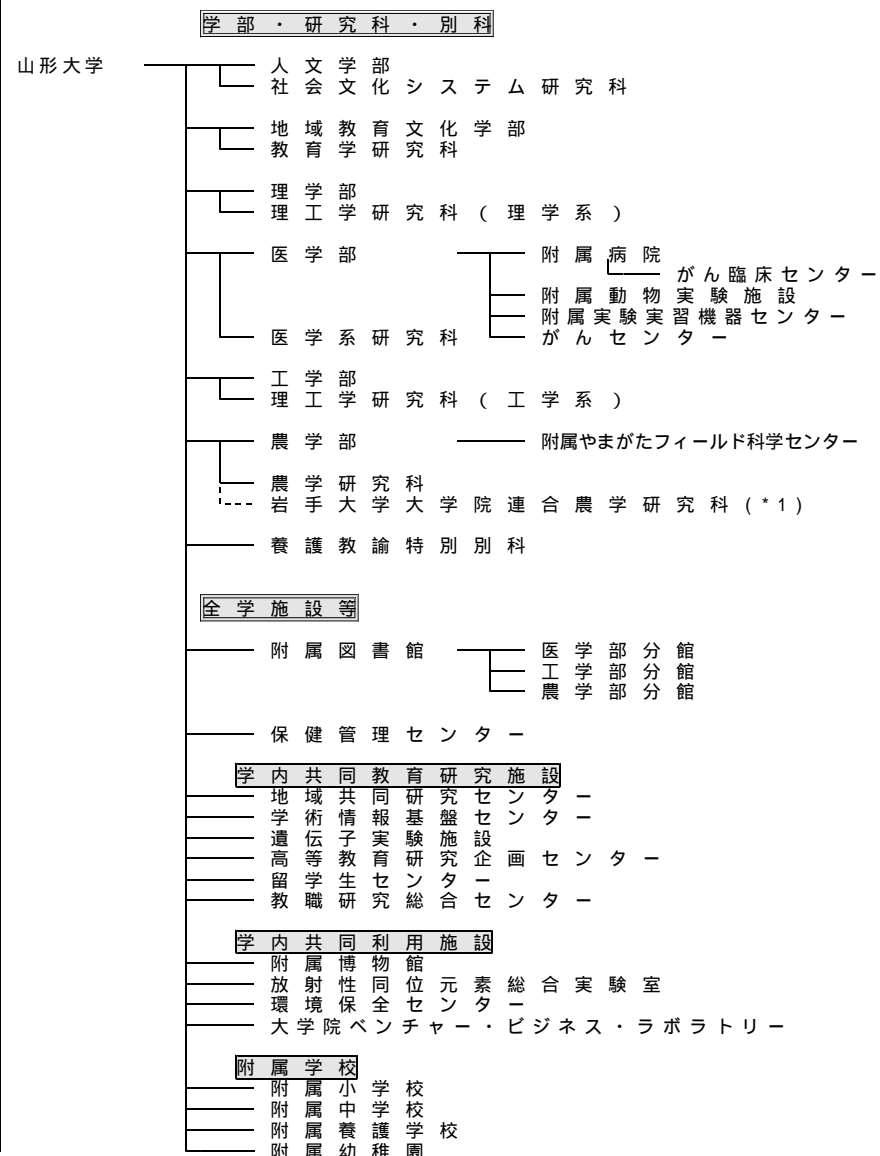 学部・研究科・別科
山形大学 人文学部
社会文化システム研究科
地域教育文化学部
教育学研究科
理学部
理工学研究科(理学系)
医学部 附属病院
がん臨床センター
附属動物実験施設
附属実験実習機器センター
医学系研究科 がんセンター
工学部
理工学研究科(工学系)
農学部 附属やまがたフィールド科学センター
農学研究科
岩手大学大学院連合農学研究科(*1)
養護教諭特別別科
全学施設等
附属図書館 医学部分館
工学部分館
農学部分館
保健管理センター
学内共同教育研究施設
地域共同研究センター
学術情報基盤センター
遺伝子実験施設
高等教育研究企画センター
留学生センター
教職研究総合センター
学内共同利用施設
附属博物館
放射性同位元素総合実験室
環境保全センター
大学院ベンチャー・ビジネス・ラボラトリー
附属学校
附属小学校
附属中学校
附属養護学校
附属幼稚園